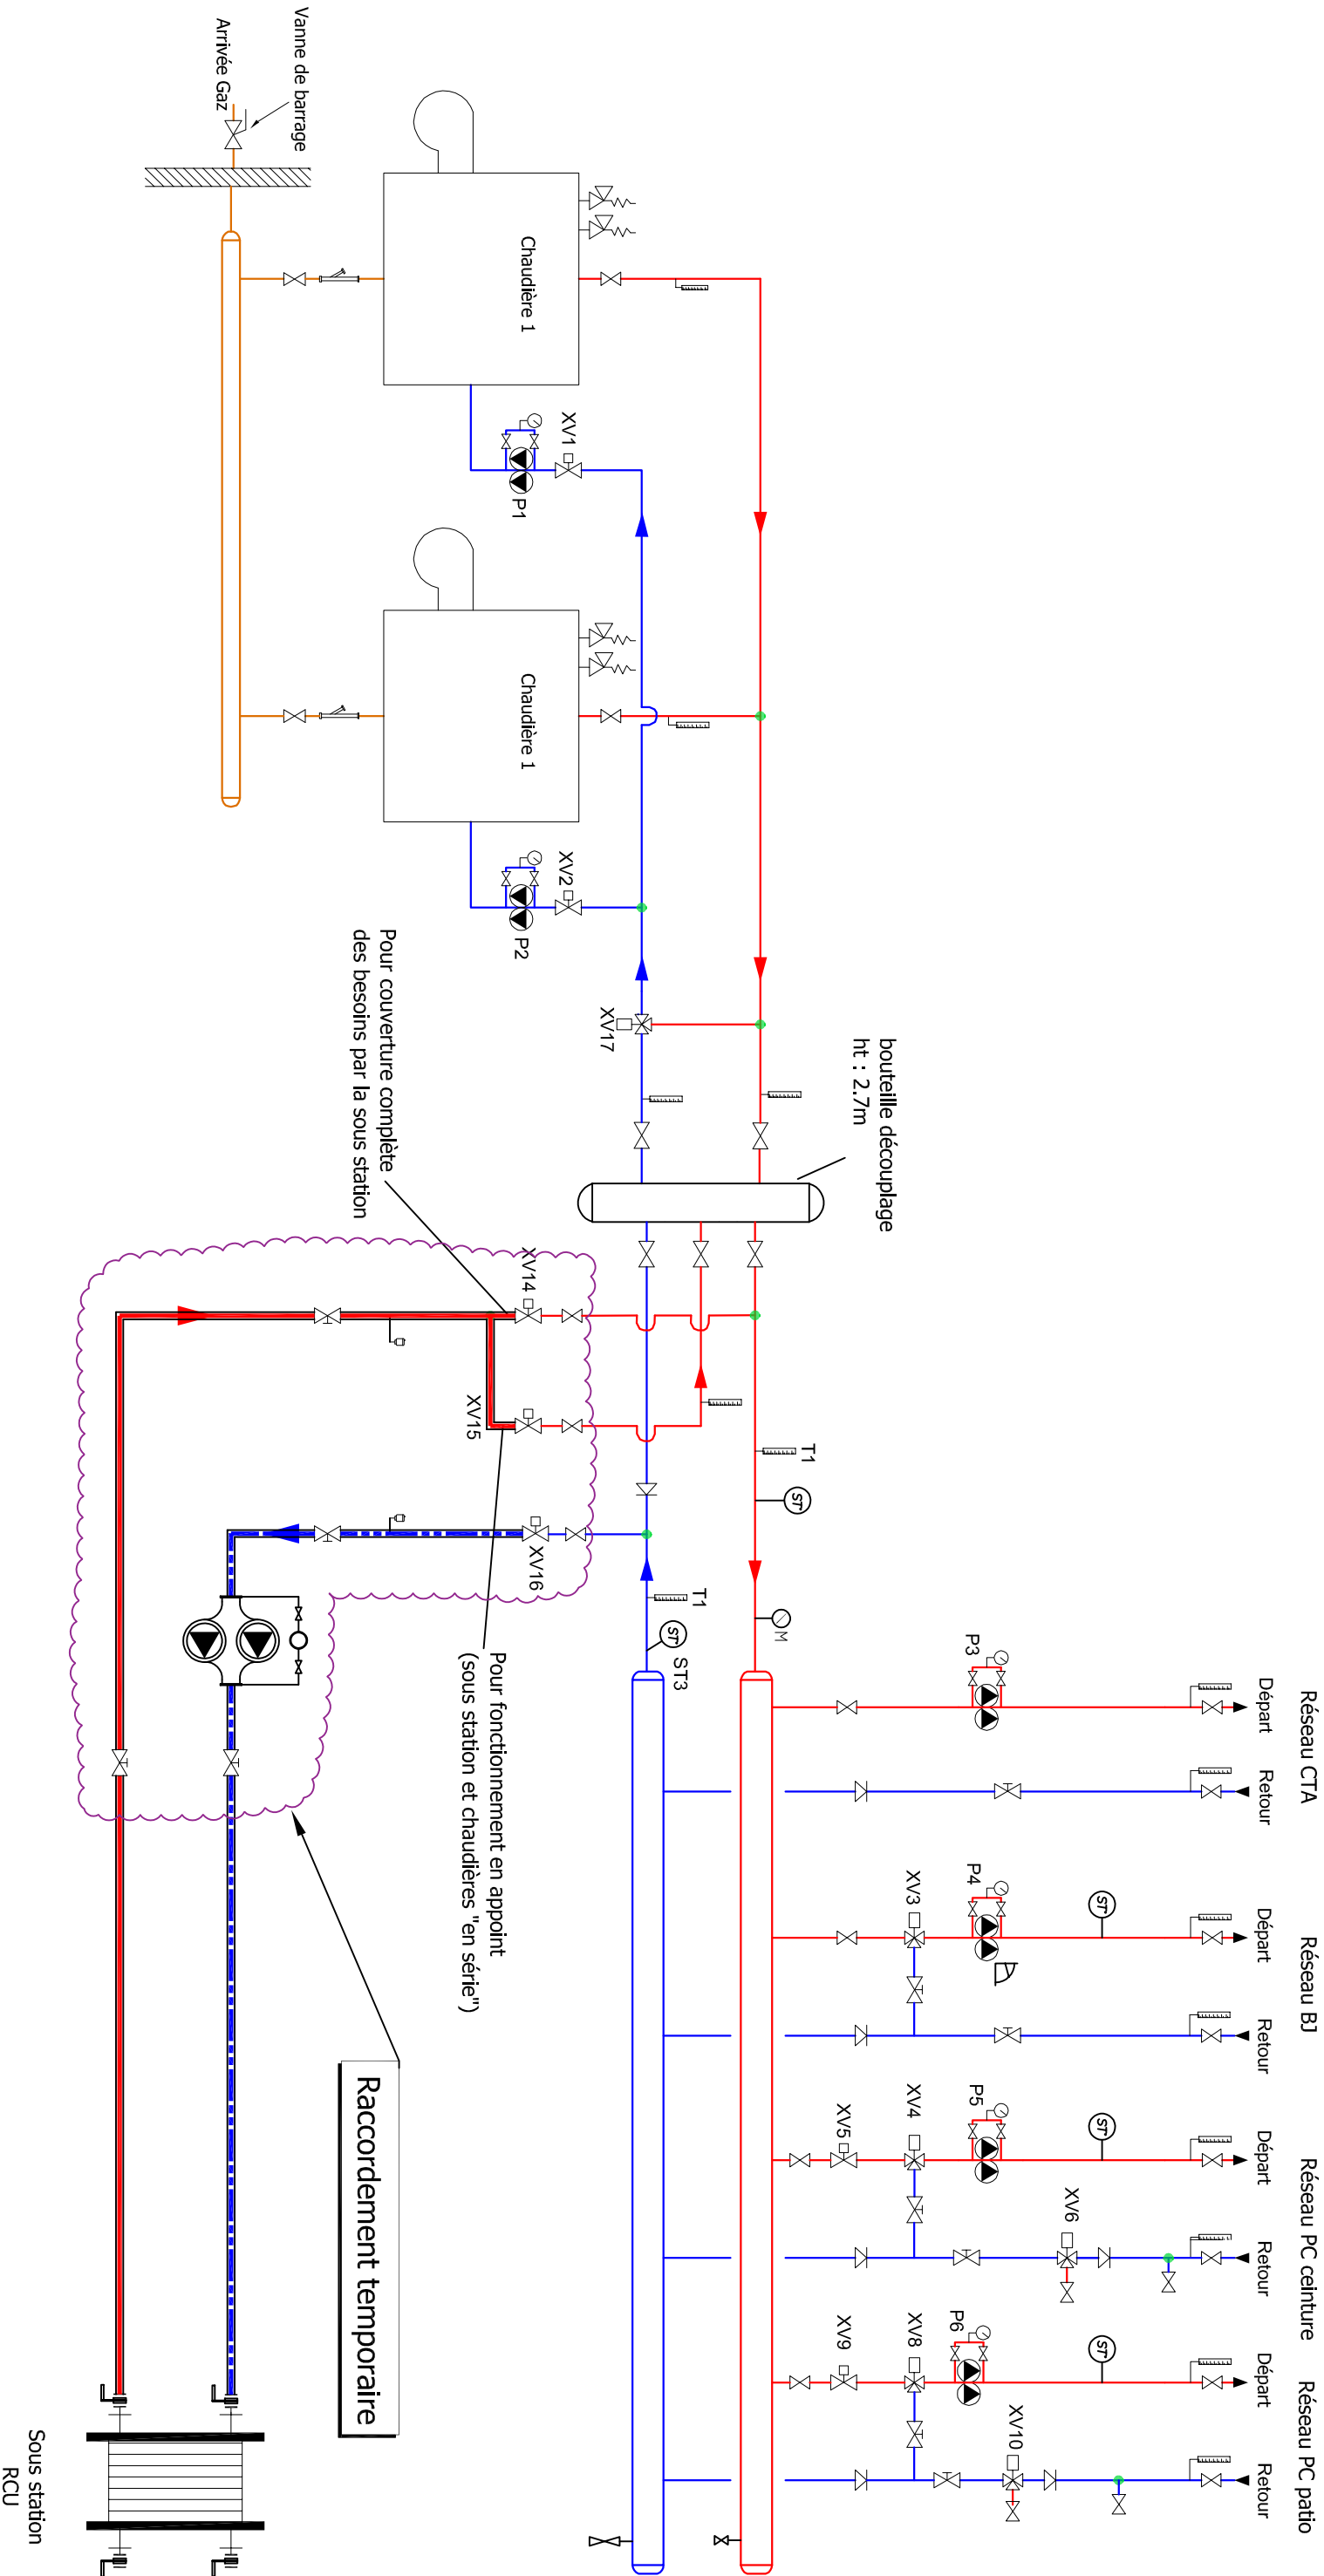 Réseau CTA
Réseau BJ
Réseau PC ceinture
Réseau PC patio
Départ
Retour
Départ
Retour
Départ
Retour
Départ
Retour
P3
P4
P5
P6
ST
ST
ST
XV3
XV4
XV5
XV6
XV8
XV9
XV10
bouteille découplage
ht : 2.7m
T1
ST
M
T1
ST
ST3
Vanne de barrage
Arrivée Gaz
Chaudière 1
XV1
P1
Chaudière 1
XV2
P2
XV17
Pour couverture complète
des besoins par la sous station
XV14
XV15
XV16
Pour fonctionnement en appoint
(sous station et chaudières "en série")
Raccordement temporaire
Sous station
RCU